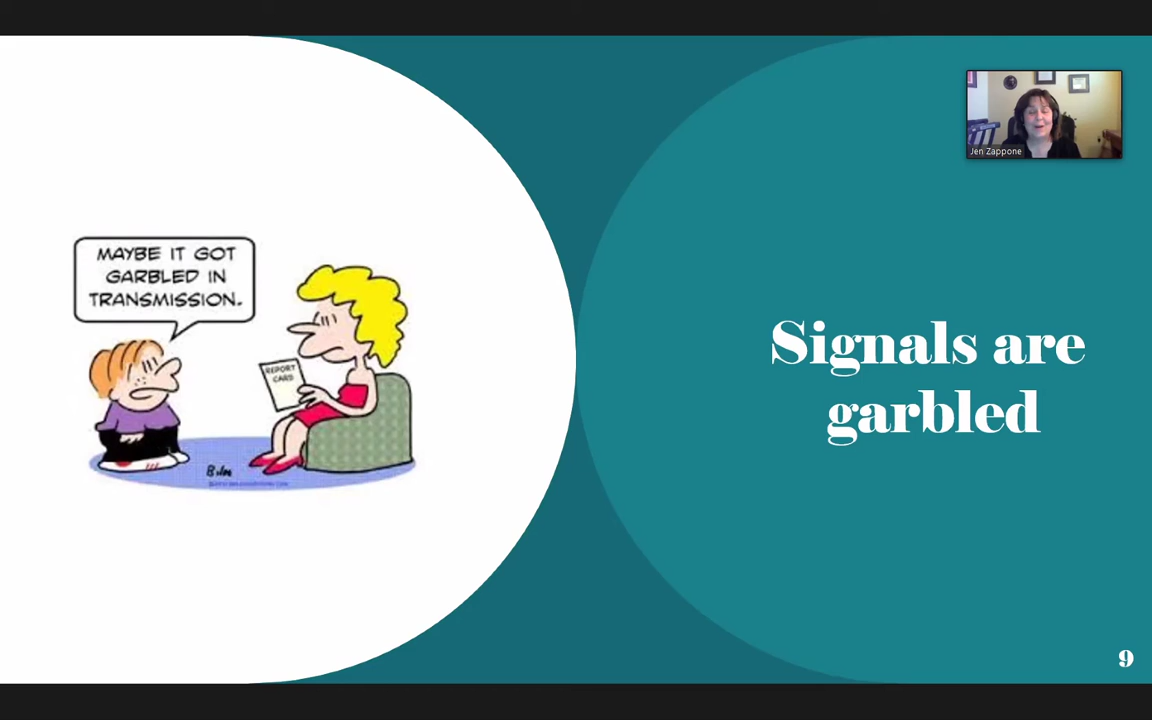 Jen Zappone
MAYBE IT GOT
GARBLED IN
TRANSMISSION.
REPORT
CARD
Signals are
garbled
9